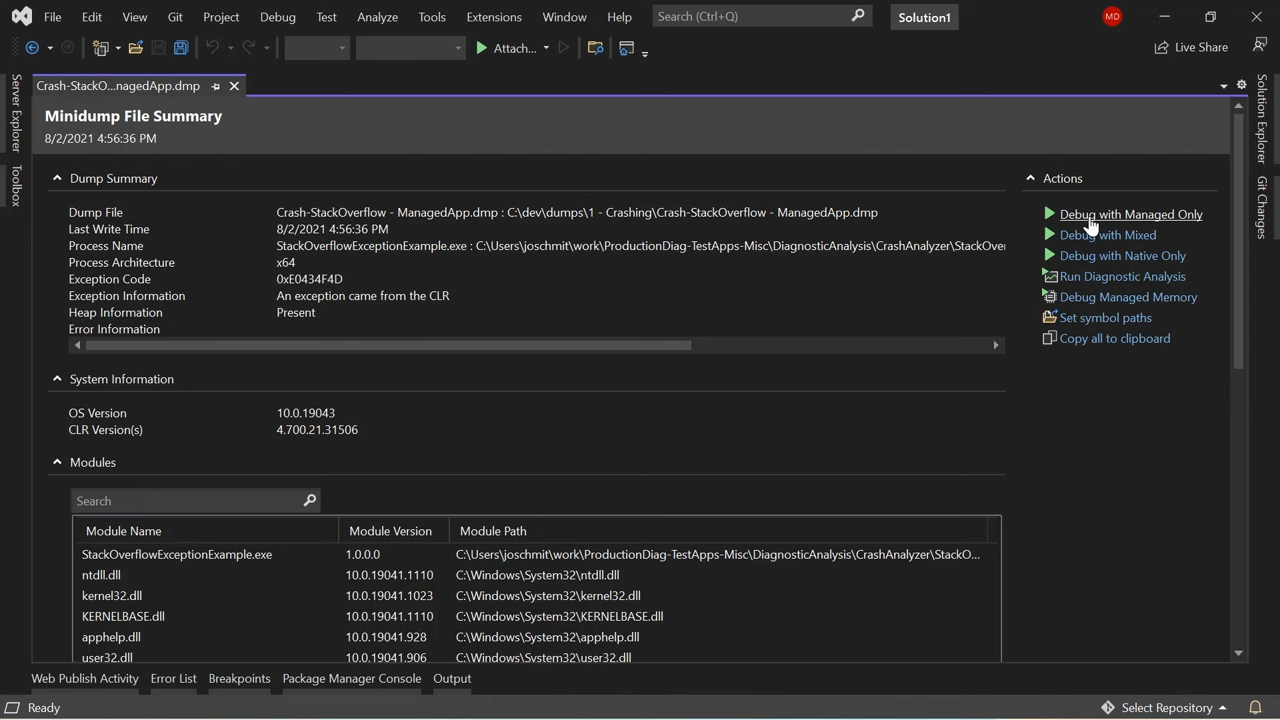 File Edit View Git Project Debug Test Analyze Tools Extensions Window Help Search (Ctrl+Q) Solution1 MD
Attach... Live Share
Server Explorer
Toolbox
Crash-StackO...nagedApp.dmp
Solution Explorer
Git Changes
Minidump File Summary
8/2/2021 4:56:36 PM
Dump Summary
Dump File Crash-StackOverflow - ManagedApp.dmp : C:\dev\dumps\1 - Crashing\Crash-StackOverflow - ManagedApp.dmp
Last Write Time 8/2/2021 4:56:36 PM
Process Name StackOverflowExceptionExample.exe : C:\Users\joschmit\work\ProductionDiag-TestApps-Misc\DiagnosticAnalysis\CrashAnalyzer\StackOver
Process Architecture x64
Exception Code 0xE0434F4D
Exception Information An exception came from the CLR
Heap Information Present
Error Information
Actions
Debug with Managed Only
Debug with Mixed
Debug with Native Only
Run Diagnostic Analysis
Debug Managed Memory
Set symbol paths
Copy all to clipboard
System Information
OS Version 10.0.19043
CLR Version(s) 4.700.21.31506
Modules
Search
Module Name Module Version Module Path
StackOverflowExceptionExample.exe 1.0.0.0 C:\Users\joschmit\work\ProductionDiag-TestApps-Misc\DiagnosticAnalysis\CrashAnalyzer\StackO...
ntdll.dll 10.0.19041.1110 C:\Windows\System32\ntdll.dll
kernel32.dll 10.0.19041.1023 C:\Windows\System32\kernel32.dll
KERNELBASE.dll 10.0.19041.1110 C:\Windows\System32\KERNELBASE.dll
apphelp.dll 10.0.19041.928 C:\Windows\System32\apphelp.dll
user32.dll 10.0.19041.906 C:\Windows\System32\user32.dll
Web Publish Activity Error List Breakpoints Package Manager Console Output
Ready Select Repository